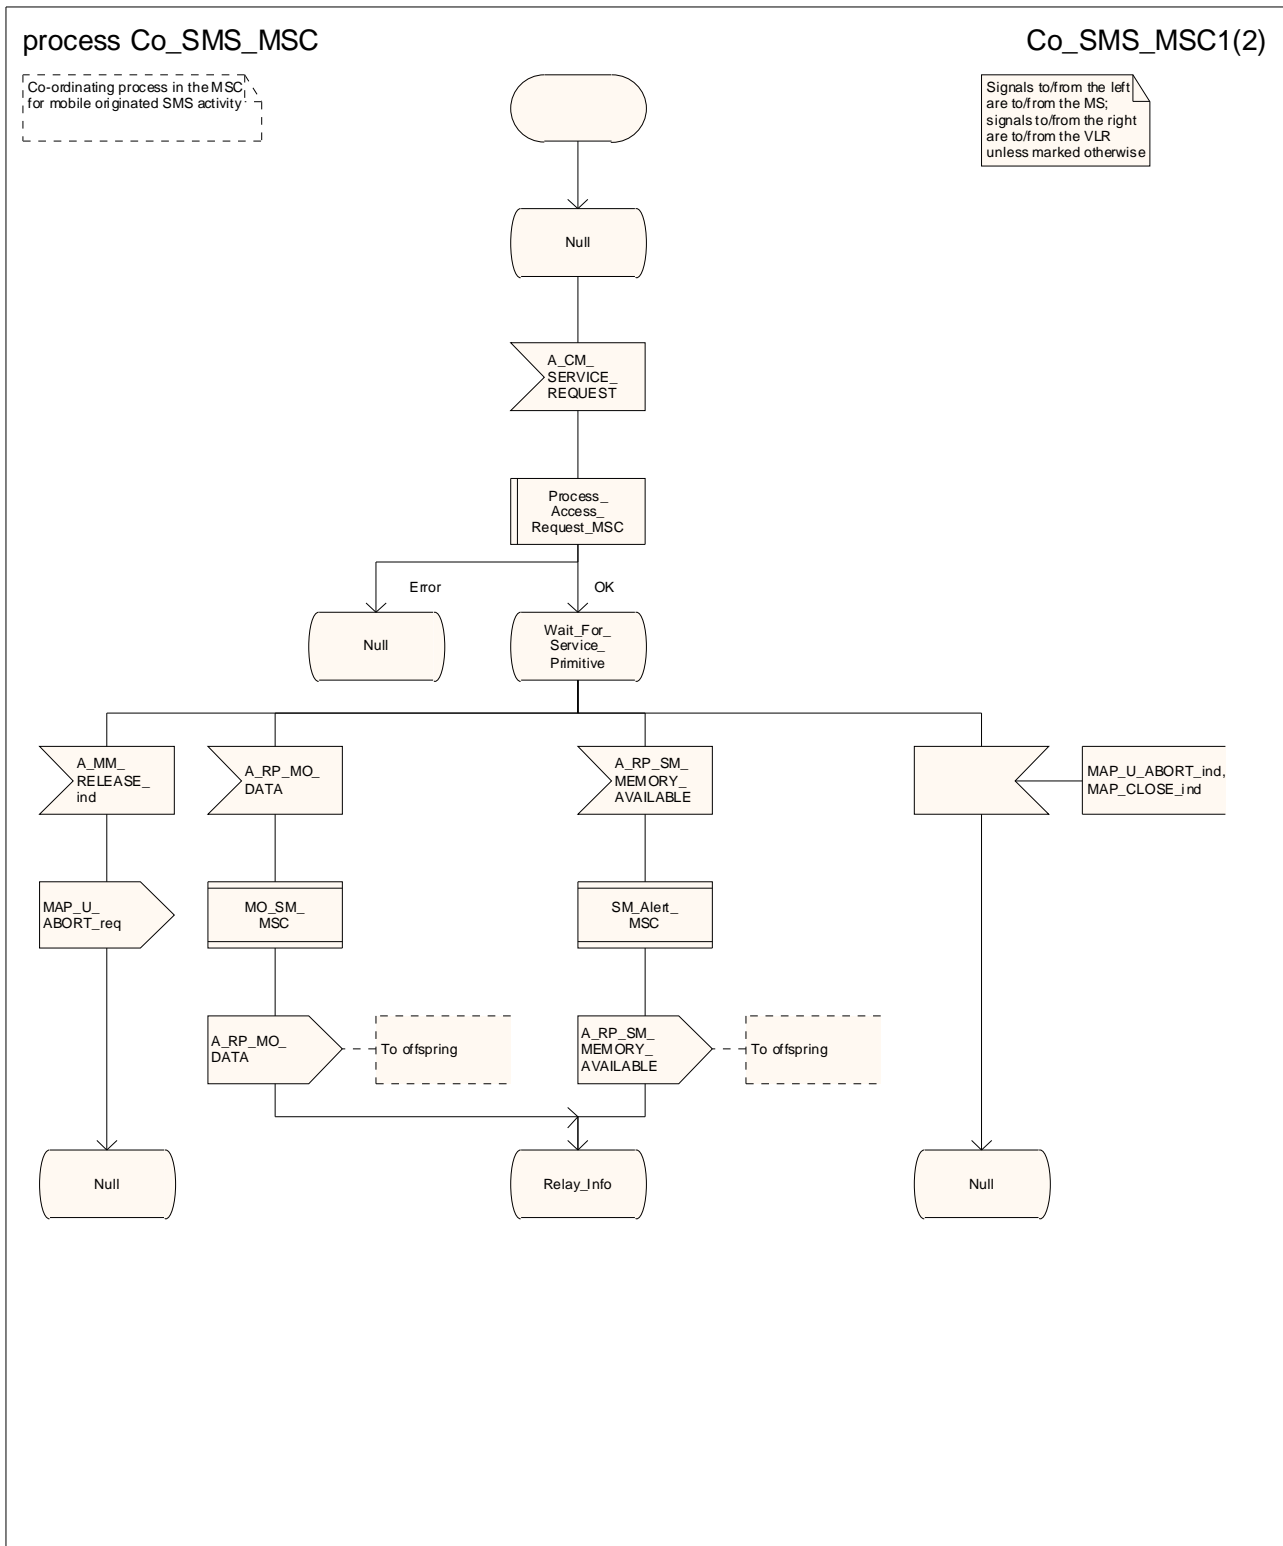 process Co_SMS_MSC
Co_SMS_MSC1(2)
Co-ordinating process in the MSC
for mobile originated SMS activity
Signals to/from the left
are to/from the MS;
signals to/from the right
are to/from the VLR
unless marked otherwise
Null
A_CM_
SERVICE_
REQUEST
Process_
Access_
Request_MSC
Error
OK
Null
Wait_For_
Service_
Primitive
A_MM_
RELEASE_
ind
A_RP_MO_
DATA
A_RP_SM_
MEMORY_
AVAILABLE
MAP_U_ABORT_ind,
MAP_CLOSE_ind
MAP_U_
ABORT_req
MO_SM_
MSC
SM_Alert_
MSC
A_RP_MO_
DATA
To offspring
A_RP_SM_
MEMORY_
AVAILABLE
To offspring
Null
Relay_Info
Null